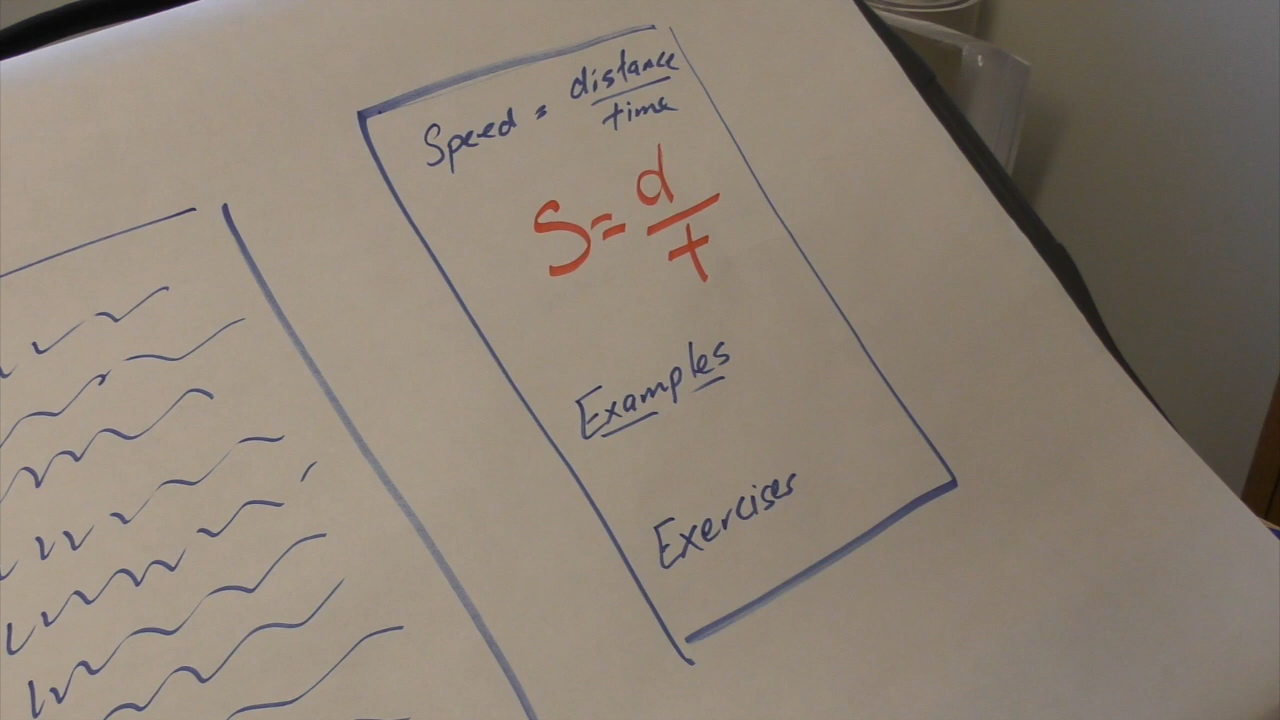 Speed = distance/time
S = d/t
Examples
Exercises